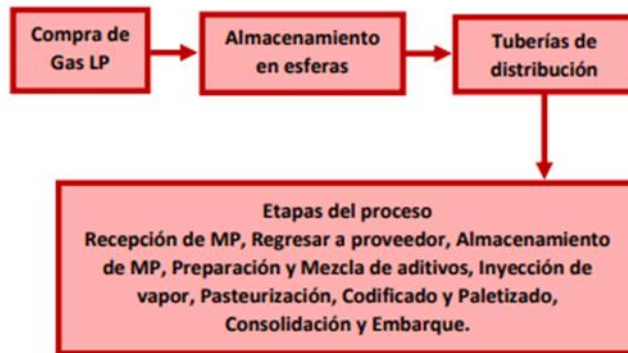 Compra de
Gas LP
Almacenamiento
en esferas
Tuberías de
distribución
Etapas del proceso
Recepción de MP, Regresar a proveedor, Almacenamiento
de MP, Preparación y Mezcla de aditivos, Inyección de
vapor, Pasteurización, Codificado y Paletizado,
Consolidación y Embarque.